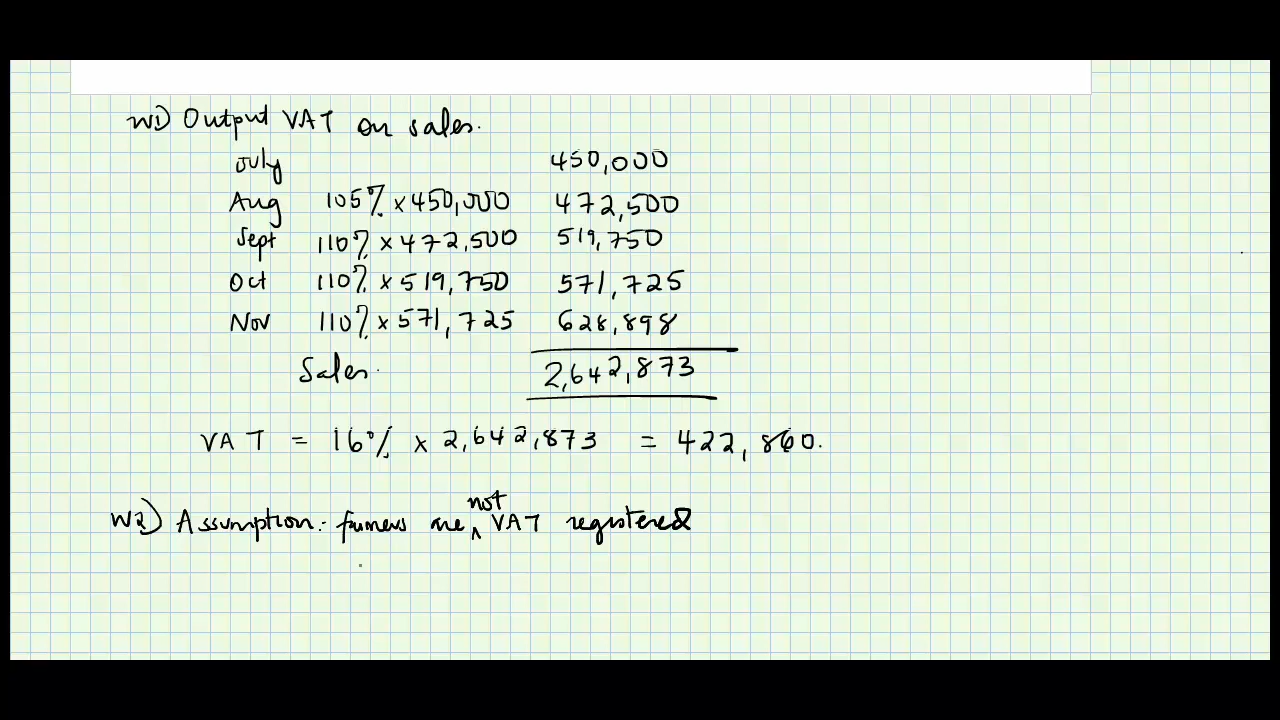 W1) Output VAT on sales.
July 450,000
Aug 105% × 450,000 472,500
Sept 110% × 472,500 519,750
Oct 110% × 519,750 571,725
Nov 110% × 571,725 628,898
Sales. 2,642,873
VAT = 16% × 2,642,873 = 422,860.
W2) Assumption:- farmers are not VAT registered